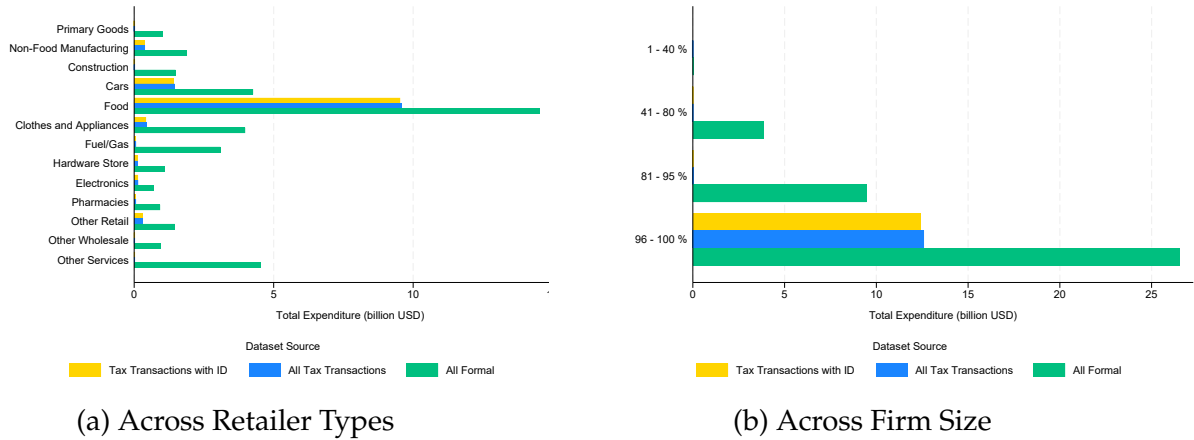 Primary Goods
Non-Food Manufacturing
Construction
Cars
Food
Clothes and Appliances
Fuel/Gas
Hardware Store
Electronics
Pharmacies
Other Retail
Other Wholesale
Other Services
0 5 10
Total Expenditure (billion USD)
Dataset Source
Tax Transactions with ID All Tax Transactions All Formal
(a) Across Retailer Types
1 - 40 %
41 - 80 %
81 - 95 %
96 - 100 %
0 5 10 15 20 25
Total Expenditure (billion USD)
Dataset Source
Tax Transactions with ID All Tax Transactions All Formal
(b) Across Firm Size